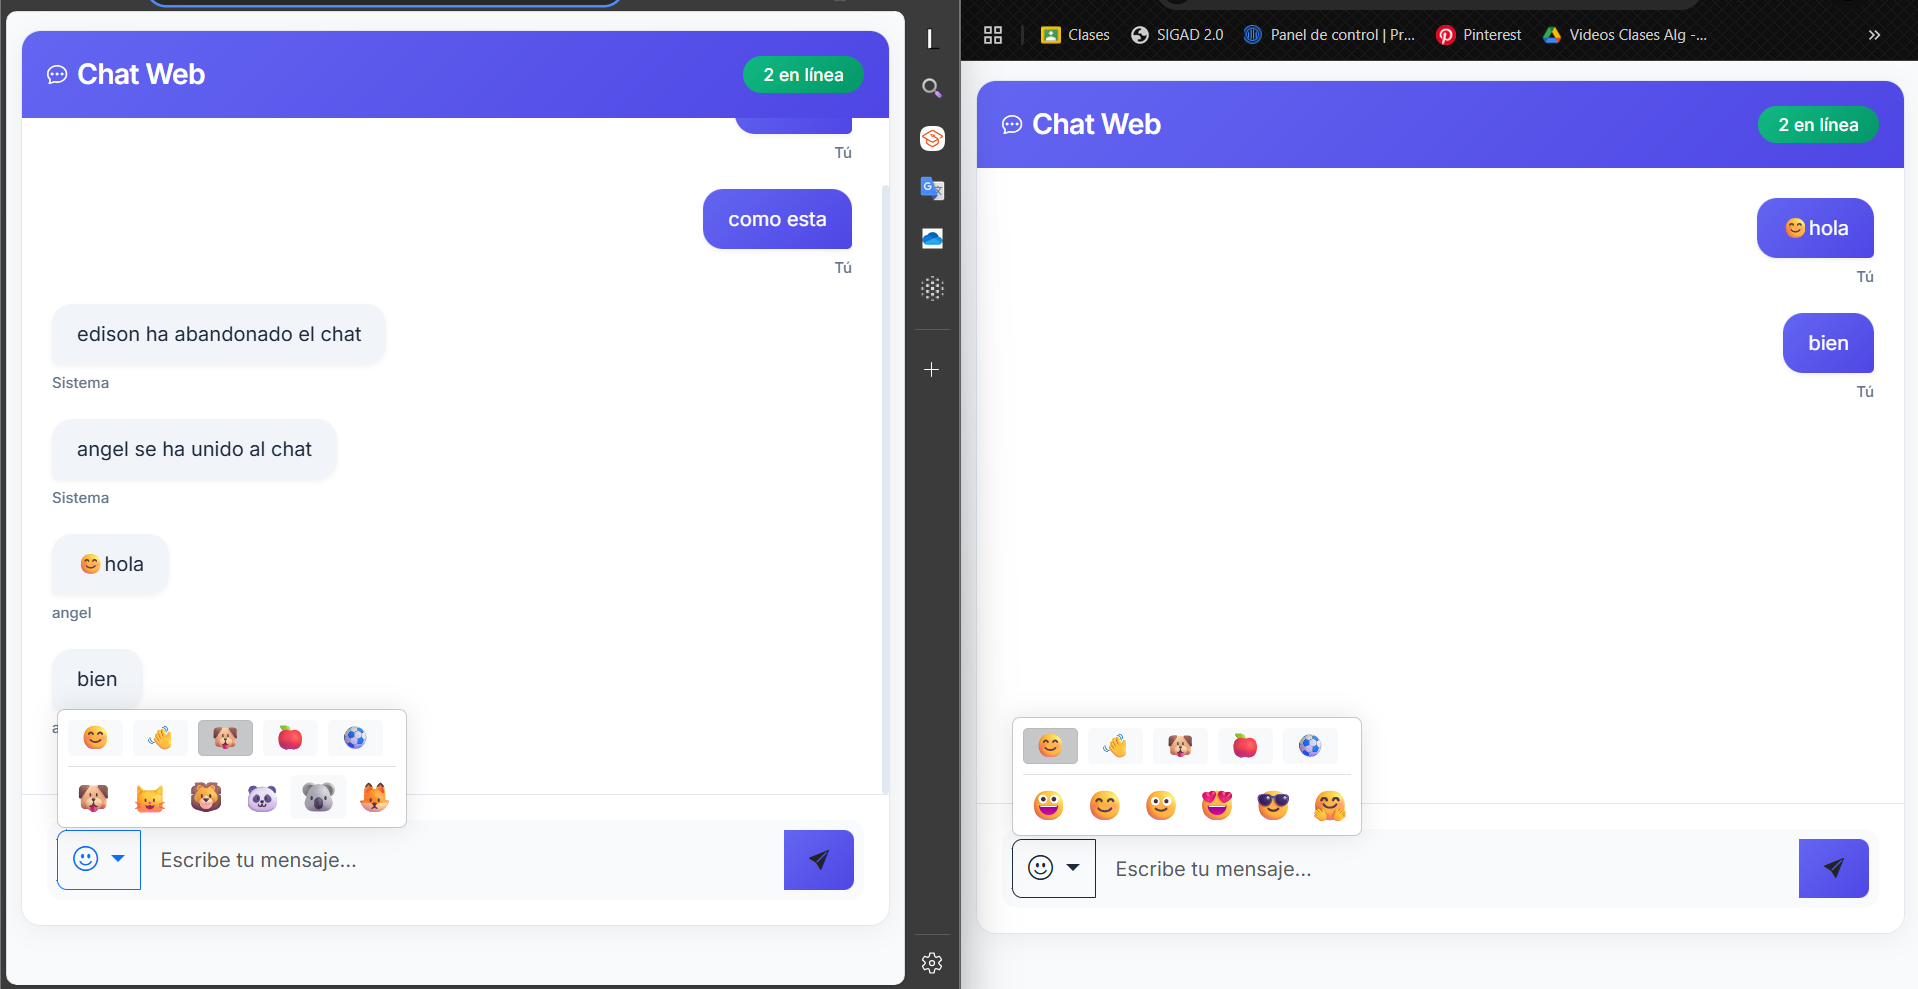 Chat Web
2 en línea
Tú
como esta
Tú
edison ha abandonado el chat
Sistema
angel se ha unido al chat
Sistema
😊hola
angel
bien
a
Escribe tu mensaje...
Clases
SIGAD 2.0
Panel de control | Pr...
Pinterest
Videos Clases Alg -...
Chat Web
2 en línea
😊hola
Tú
bien
Tú
Escribe tu mensaje...